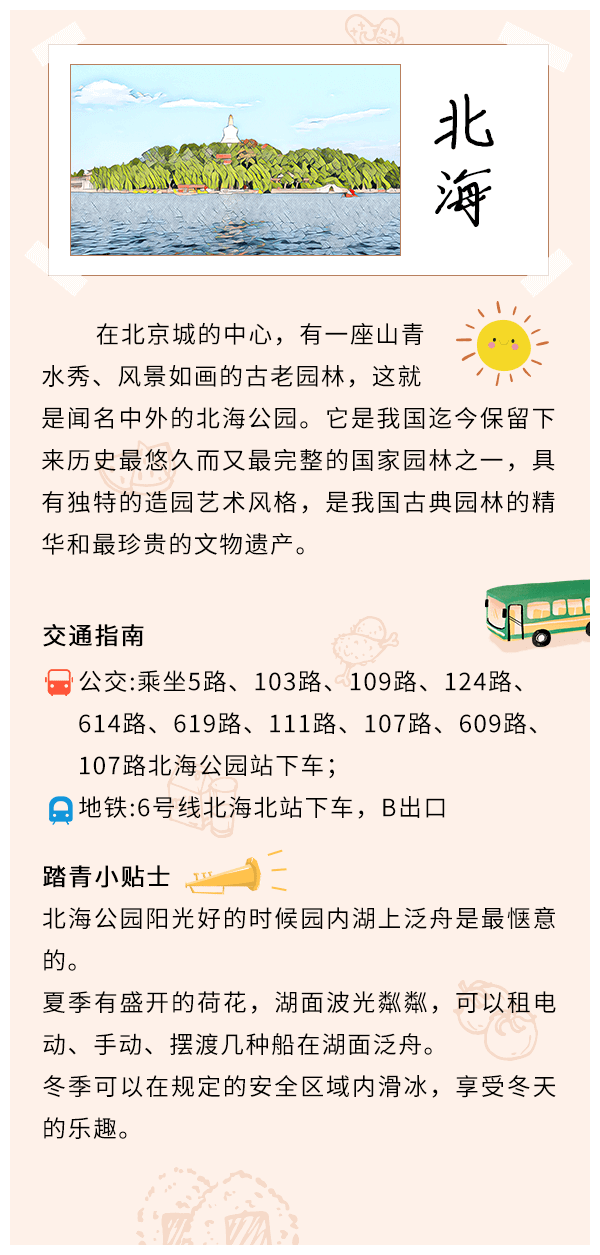 北
海
在北京城的中心，有一座山青
水秀、风景如画的古老园林，这就
是闻名中外的北海公园。它是我国迄今保留下
来历史最悠久而又最完整的国家园林之一，具
有独特的造园艺术风格，是我国古典园林的精
华和最珍贵的文物遗产。
交通指南
公交:乘坐5路、103路、109路、124路、
614路、619路、111路、107路、609路、
107路北海公园站下车；
地铁:6号线北海北站下车，B出口
踏青小贴士
北海公园阳光好的时候园内湖上泛舟是最惬意
的。
夏季有盛开的荷花，湖面波光粼粼，可以租电
动、手动、摆渡几种船在湖面泛舟。
冬季可以在规定的安全区域内滑冰，享受冬天
的乐趣。